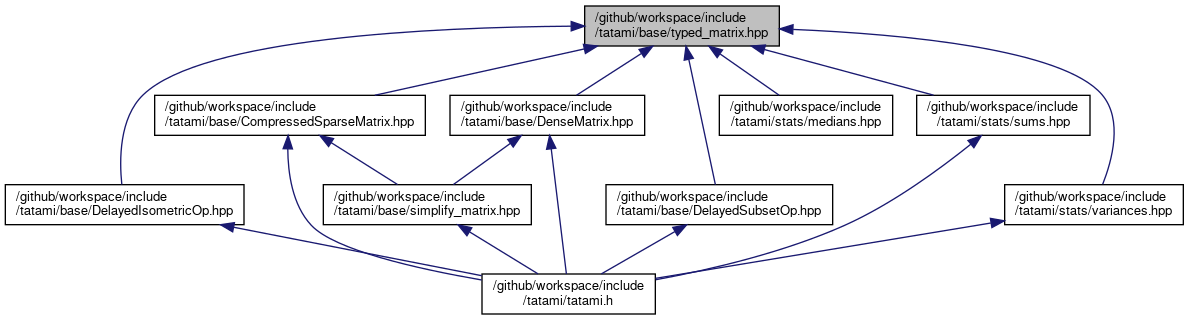 /github/workspace/include
/tatami/base/typed_matrix.hpp
/github/workspace/include
/tatami/base/CompressedSparseMatrix.hpp
/github/workspace/include
/tatami/base/DenseMatrix.hpp
/github/workspace/include
/tatami/stats/medians.hpp
/github/workspace/include
/tatami/stats/sums.hpp
/github/workspace/include
/tatami/base/DelayedIsometricOp.hpp
/github/workspace/include
/tatami/base/simplify_matrix.hpp
/github/workspace/include
/tatami/base/DelayedSubsetOp.hpp
/github/workspace/include
/tatami/stats/variances.hpp
/github/workspace/include
/tatami/tatami.h